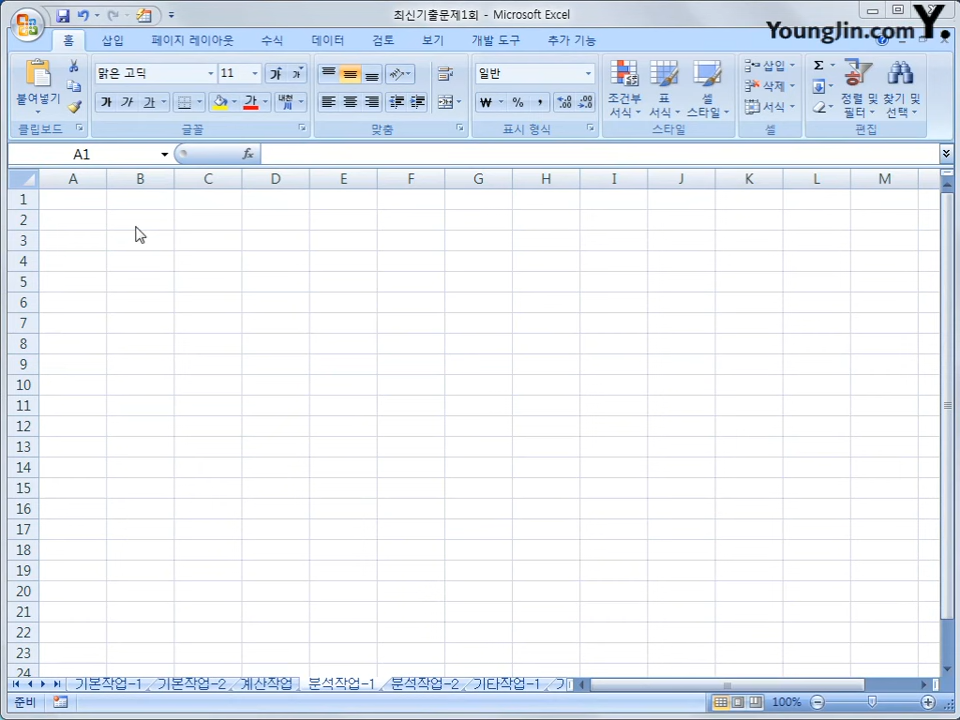 최신기출문제1회 - Microsoft Excel
YoungJin.com Y.
홈 삽입 페이지 레이아웃 수식 데이터 검토 보기 개발 도구 추가 기능
붙여넣기
클립보드
맑은 고딕 11 가 가
가 가 가 가 내천
글꼴
맞춤
일반
₩ % ,
표시 형식
조건부 서식
표 서식
셀 스타일
스타일
삽입
삭제
서식
셀
Σ
정렬 및 필터
찾기 및 선택
편집
A1 fx
A B C D E F G H I J K L M
1
2
3
4
5
6
7
8
9
10
11
12
13
14
15
16
17
18
19
20
21
22
23
24
기본작업-1 기본작업-2 계산작업 분석작업-1 분석작업-2 기타작업-1
준비 100%